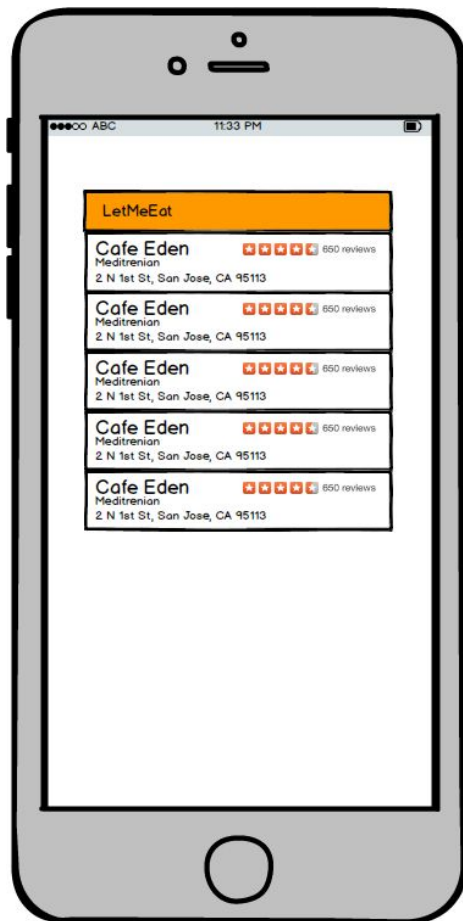 ABC 11:33 PM
LetMeEat
Cafe Eden 650 reviews
Meditrenian
2 N 1st St, San Jose, CA 95113
Cafe Eden 650 reviews
Meditrenian
2 N 1st St, San Jose, CA 95113
Cafe Eden 650 reviews
Meditrenian
2 N 1st St, San Jose, CA 95113
Cafe Eden 650 reviews
Meditrenian
2 N 1st St, San Jose, CA 95113
Cafe Eden 650 reviews
Meditrenian
2 N 1st St, San Jose, CA 95113